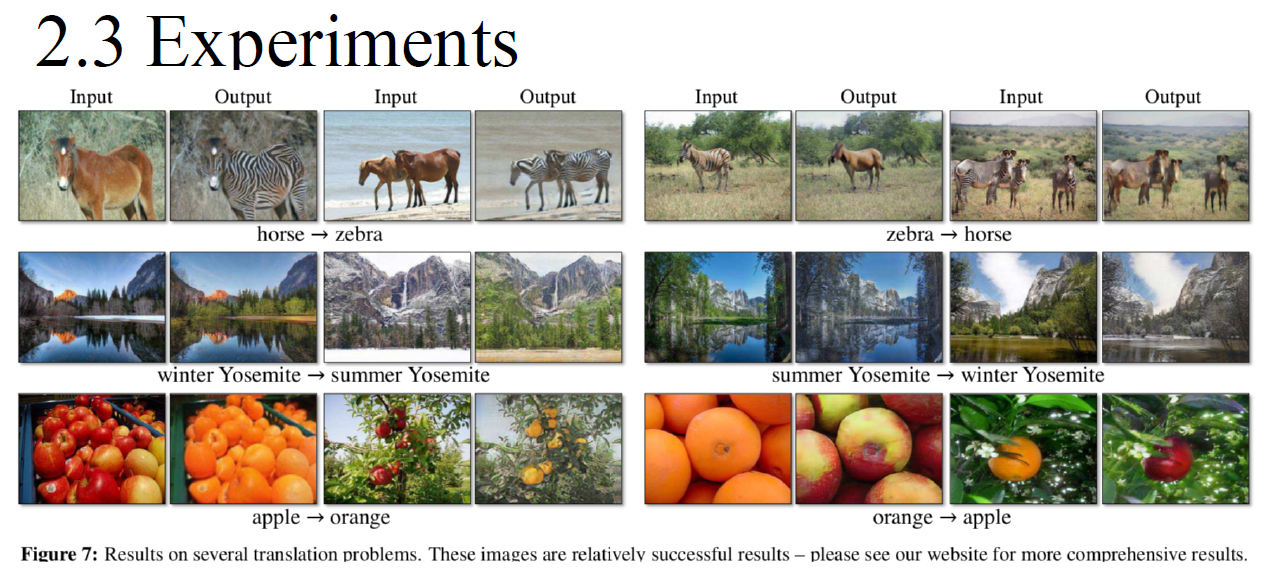 2.3 Experiments
Input Output Input Output Input Output Input Output
horse → zebra zebra → horse
winter Yosemite → summer Yosemite summer Yosemite → winter Yosemite
apple → orange orange → apple
Figure 7: Results on several translation problems. These images are relatively successful results – please see our website for more comprehensive results.